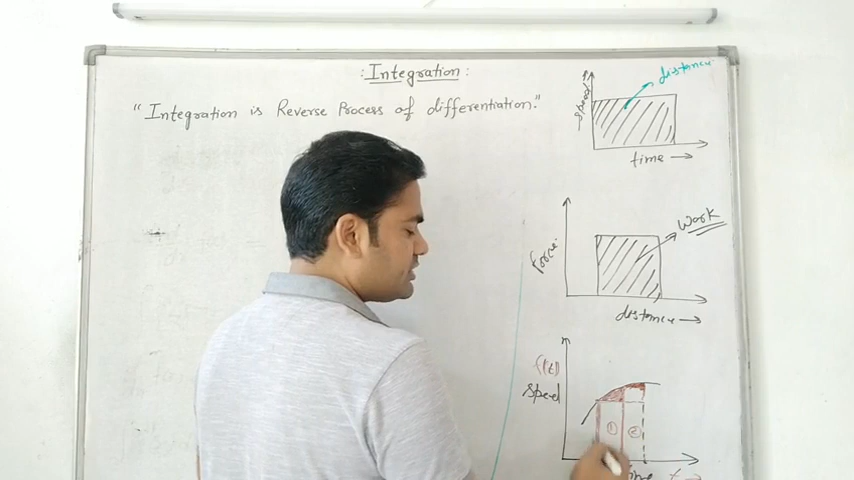 : Integration :
" Integration is Reverse Process of differentiation."
distance
speed
time
Work
force
distance
f(t)
speed
① ②
t